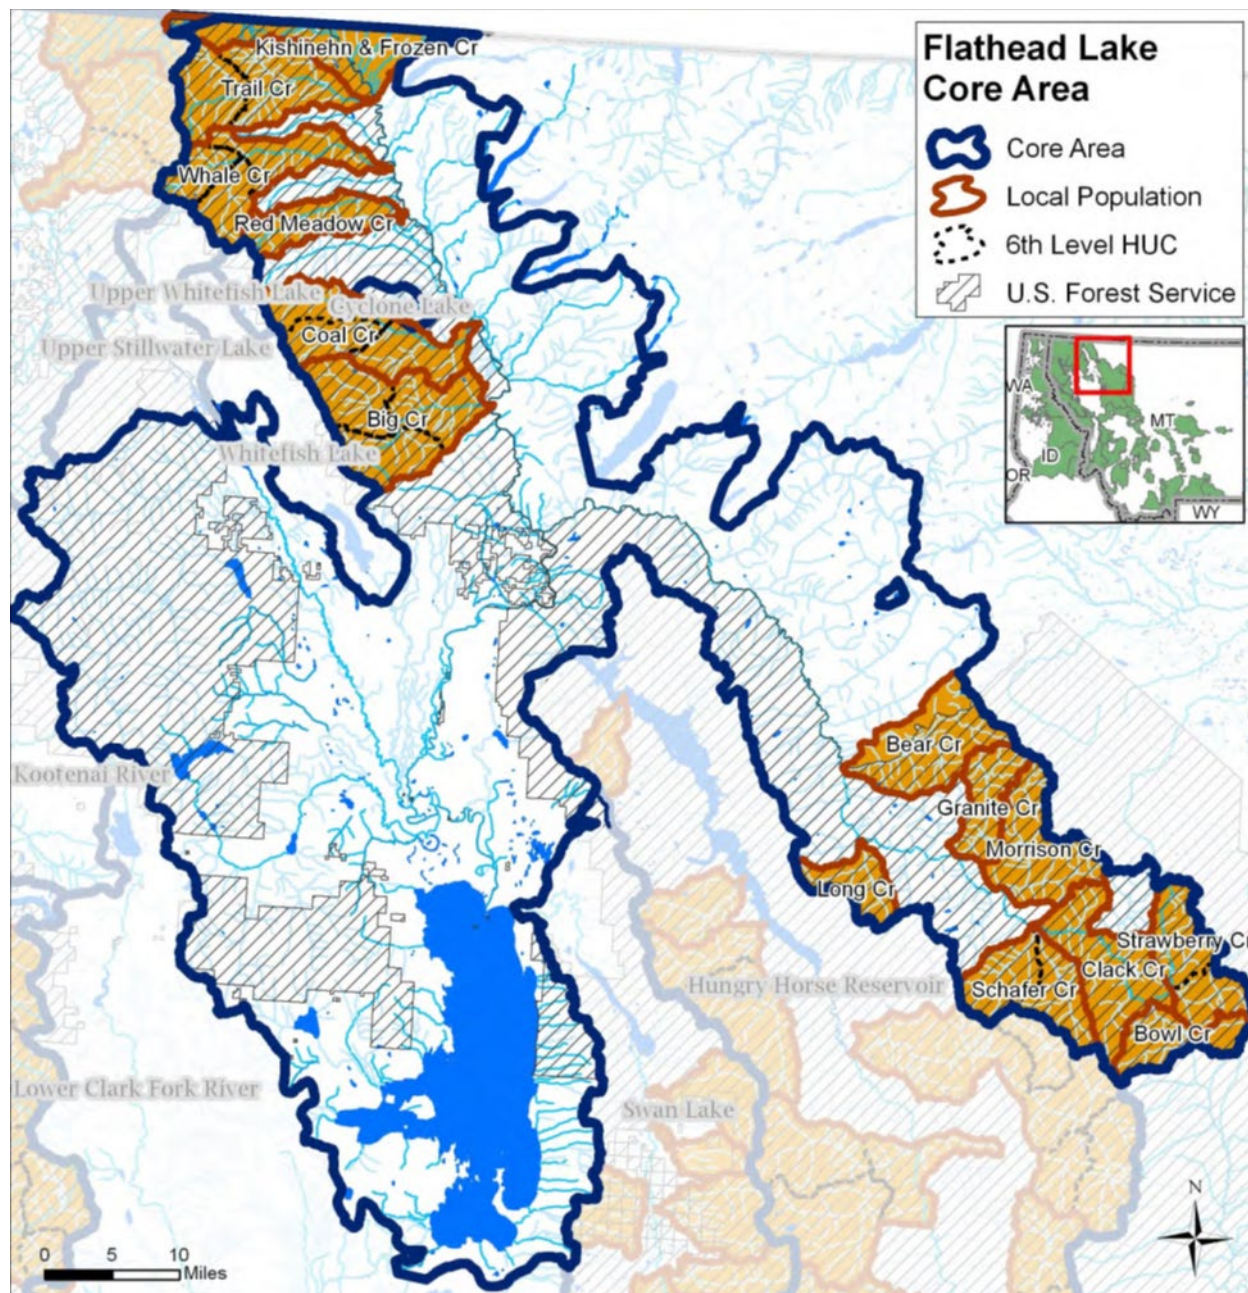 Flathead Lake
Core Area
Core Area
Local Population
6th Level HUC
U.S. Forest Service
WA
MT
ID
OR
WY
Kishinehn & Frozen Cr
Trail Cr
Whale Cr
Red Meadow Cr
Upper Whitefish Lake
Cyclone Lake
Coal Cr
Upper Stillwater Lake
Big Cr
Whitefish Lake
Bear Cr
Kootenai River
Granite Cr
Morrison Cr
Long Cr
Strawberry Cr
Clack Cr
Hungry Horse Reservoir
Schafer Cr
Bowl Cr
Lower Clark Fork River
Swan Lake
N
0 5 10
Miles